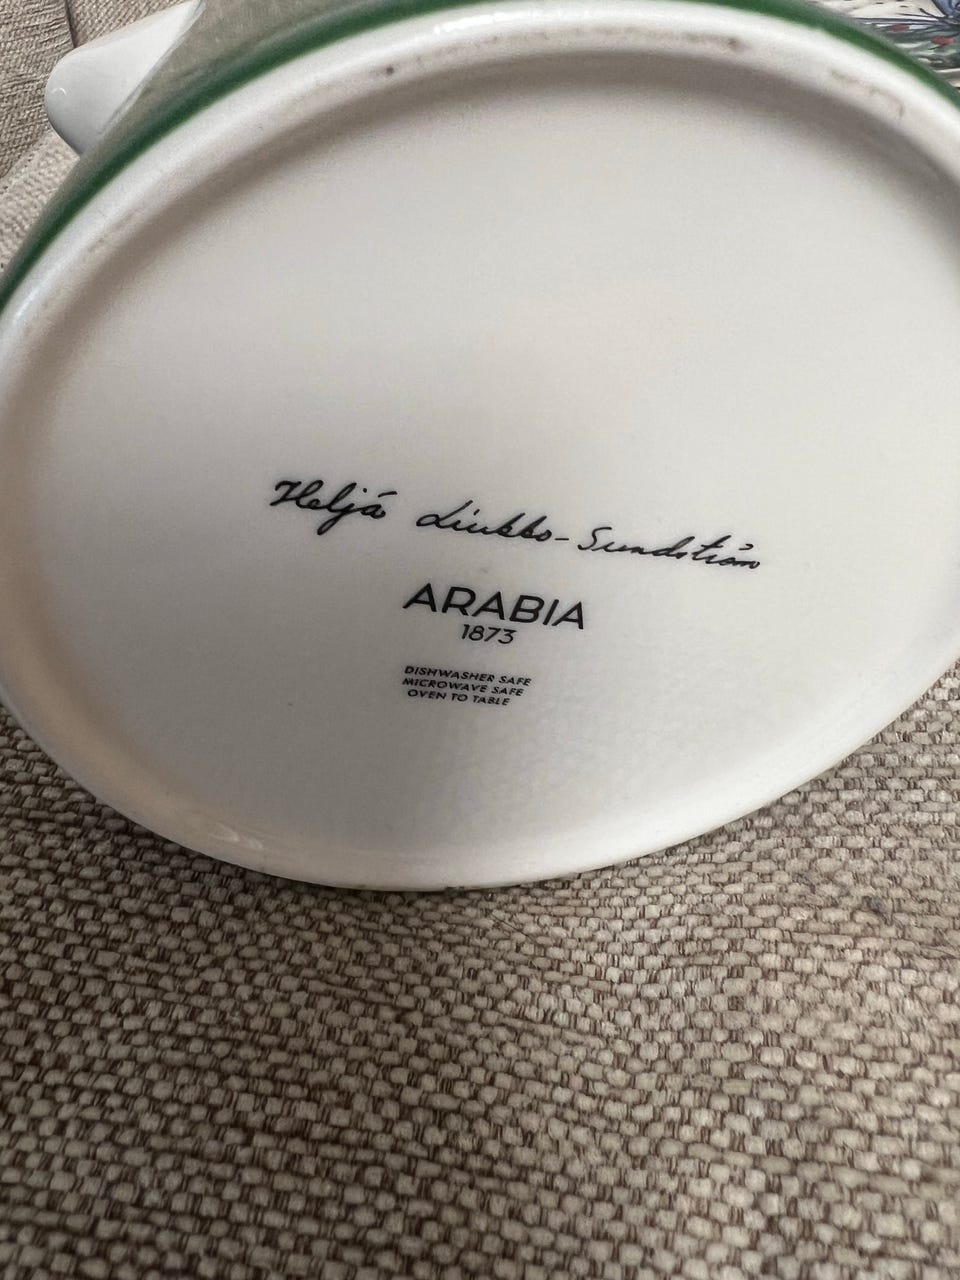 Heljä Liukko-Sundström
ARABIA
1873
DISHWASHER SAFE
MICROWAVE SAFE
OVEN TO TABLE